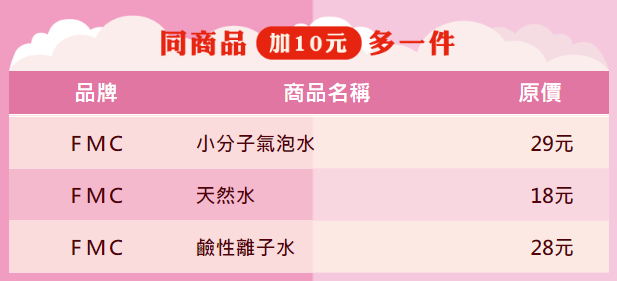 同商品 加10元 多一件
品牌 商品名稱 原價
FMC 小分子氣泡水 29元
FMC 天然水 18元
FMC 鹼性離子水 28元